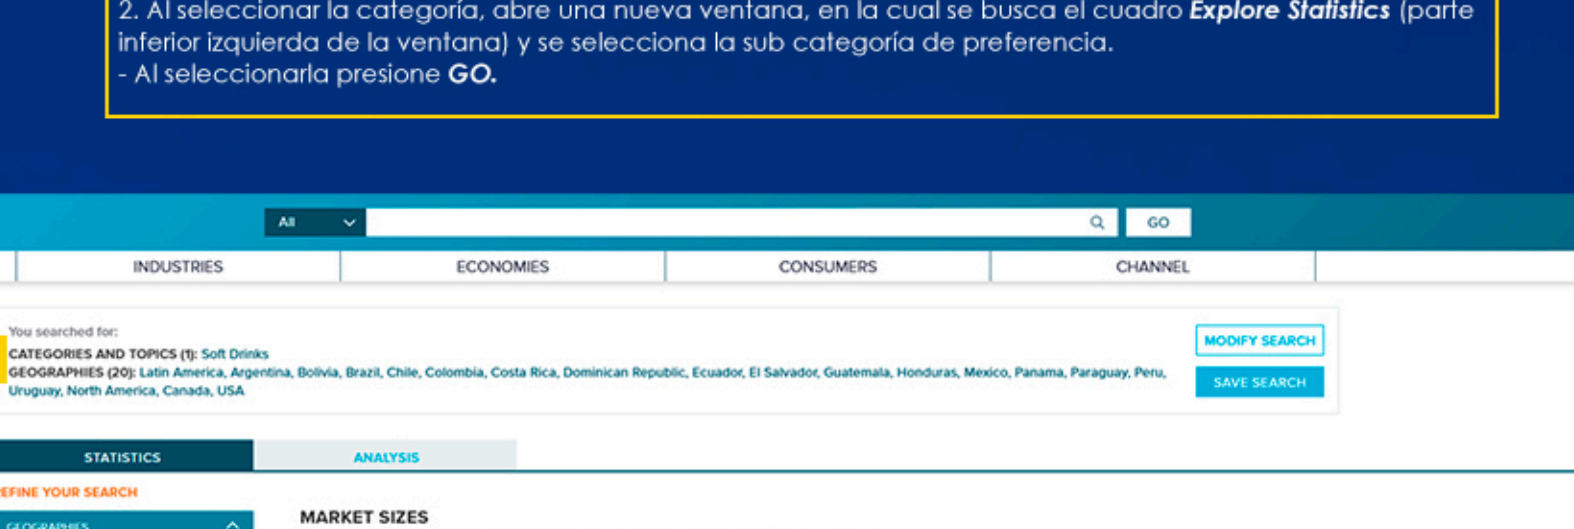 2. Al seleccionar la categoría, abre una nueva ventana, en la cual se busca el cuadro Explore Statistics (parte
inferior izquierda de la ventana) y se selecciona la sub categoría de preferencia.
- Al seleccionarla presione GO.
All GO
INDUSTRIES ECONOMIES CONSUMERS CHANNEL
You searched for:
CATEGORIES AND TOPICS (1): Soft Drinks
GEOGRAPHIES (20): Latin America, Argentina, Bolivia, Brazil, Chile, Colombia, Costa Rica, Dominican Republic, Ecuador, El Salvador, Guatemala, Honduras, Mexico, Panama, Paraguay, Peru,
Uruguay, North America, Canada, USA
MODIFY SEARCH
SAVE SEARCH
STATISTICS ANALYSIS
EFINE YOUR SEARCH
GEOGRAPHIES
MARKET SIZES